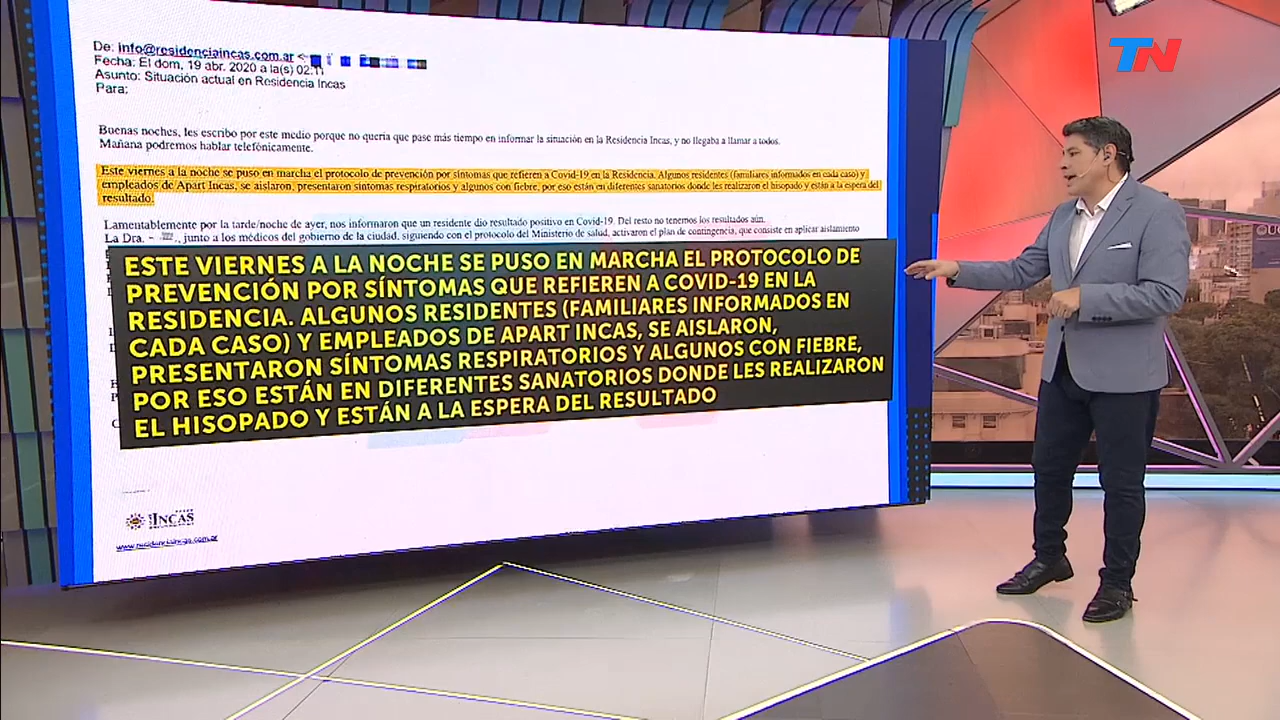 TN
De: info@residenciaincas.com.ar
Fecha: El dom, 19 abr. 2020 a la(s) 02:11
Asunto: Situación actual en Residencia Incas
Para:
Buenas noches, les escribo por este medio porque no quería que pase más tiempo en informar la situación en la Residencia Incas, y no llegaba a llamar a todos.
Mañana podremos hablar telefónicamente.
Este viernes a la noche se puso en marcha el protocolo de prevención por síntomas que refieren a Covid-19 en la Residencia. Algunos residentes (familiares informados en cada caso) y
empleados de Apart Incas, se aislaron, presentaron síntomas respiratorios y algunos con fiebre, por eso están en diferentes sanatorios donde les realizaron el hisopado y están a la espera del
resultado.
Lamentablemente por la tarde/noche de ayer, nos informaron que un residente dio resultado positivo en Covid-19. Del resto no tenemos los resultados aún.
La Dra. - , junto a los médicos del gobierno de la ciudad, siguiendo con el protocolo del Ministerio de salud, activaron el plan de contingencia, que consiste en aplicar aislamiento
ESTE VIERNES A LA NOCHE SE PUSO EN MARCHA EL PROTOCOLO DE
PREVENCIÓN POR SÍNTOMAS QUE REFIEREN A COVID-19 EN LA
RESIDENCIA. ALGUNOS RESIDENTES (FAMILIARES INFORMADOS EN
CADA CASO) Y EMPLEADOS DE APART INCAS, SE AISLARON,
PRESENTARON SÍNTOMAS RESPIRATORIOS Y ALGUNOS CON FIEBRE,
POR ESO ESTÁN EN DIFERENTES SANATORIOS DONDE LES REALIZARON
EL HISOPADO Y ESTÁN A LA ESPERA DEL RESULTADO
INCAS
www.residenciaincas.com.ar